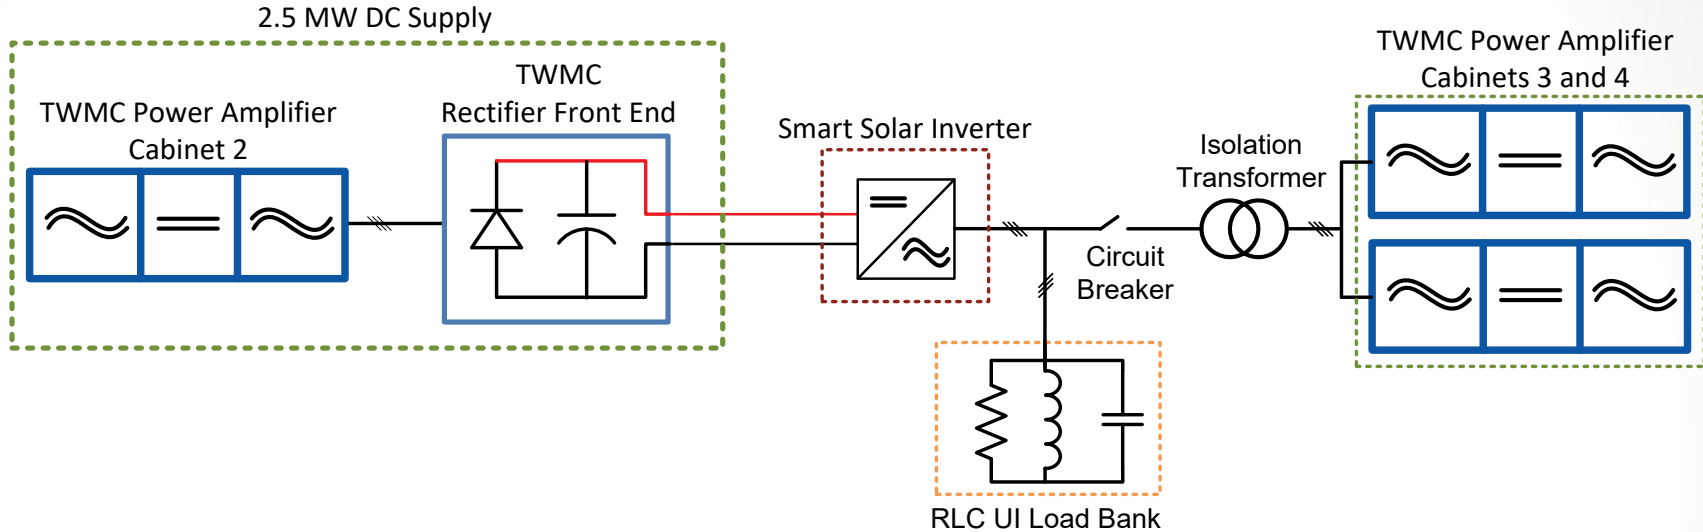 2.5 MW DC Supply
TWMC Power Amplifier
Cabinet 2
TWMC
Rectifier Front End
Smart Solar Inverter
Circuit
Breaker
Isolation
Transformer
TWMC Power Amplifier
Cabinets 3 and 4
RLC UI Load Bank